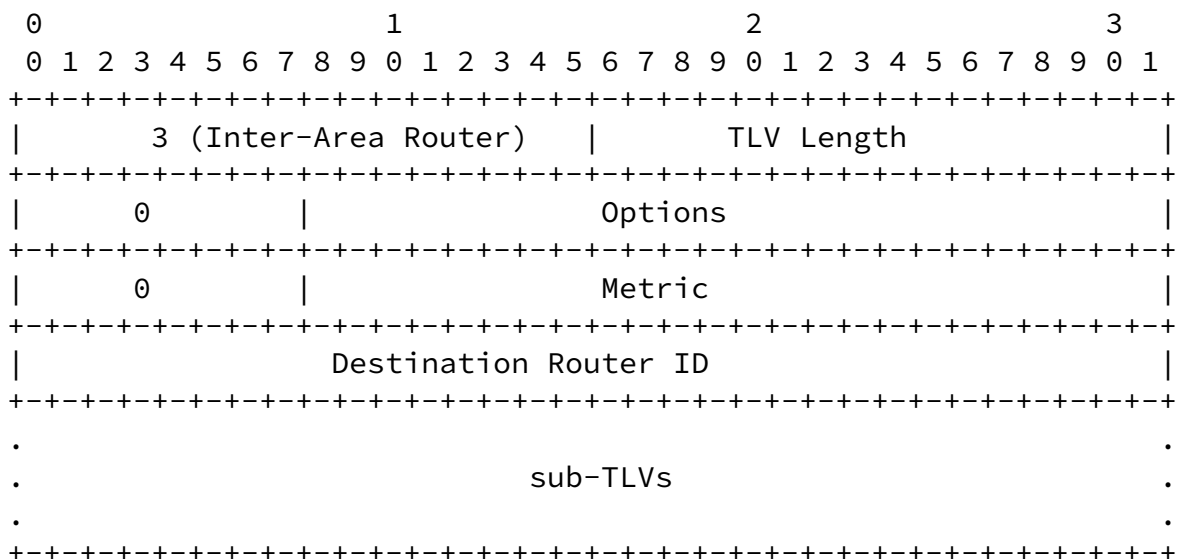 0                   1                   2                   3
0 1 2 3 4 5 6 7 8 9 0 1 2 3 4 5 6 7 8 9 0 1 2 3 4 5 6 7 8 9 0 1
+-+-+-+-+-+-+-+-+-+-+-+-+-+-+-+-+-+-+-+-+-+-+-+-+-+-+-+-+-+-+-+-+
|       3 (Inter-Area Router)   |       TLV Length              |
+-+-+-+-+-+-+-+-+-+-+-+-+-+-+-+-+-+-+-+-+-+-+-+-+-+-+-+-+-+-+-+-+
|      0        |                Options                        |
+-+-+-+-+-+-+-+-+-+-+-+-+-+-+-+-+-+-+-+-+-+-+-+-+-+-+-+-+-+-+-+-+
|      0        |                Metric                         |
+-+-+-+-+-+-+-+-+-+-+-+-+-+-+-+-+-+-+-+-+-+-+-+-+-+-+-+-+-+-+-+-+
|                 Destination Router ID                         |
+-+-+-+-+-+-+-+-+-+-+-+-+-+-+-+-+-+-+-+-+-+-+-+-+-+-+-+-+-+-+-+-+
.                                                               .
.                            sub-TLVs                           .
.                                                               .
+-+-+-+-+-+-+-+-+-+-+-+-+-+-+-+-+-+-+-+-+-+-+-+-+-+-+-+-+-+-+-+-+